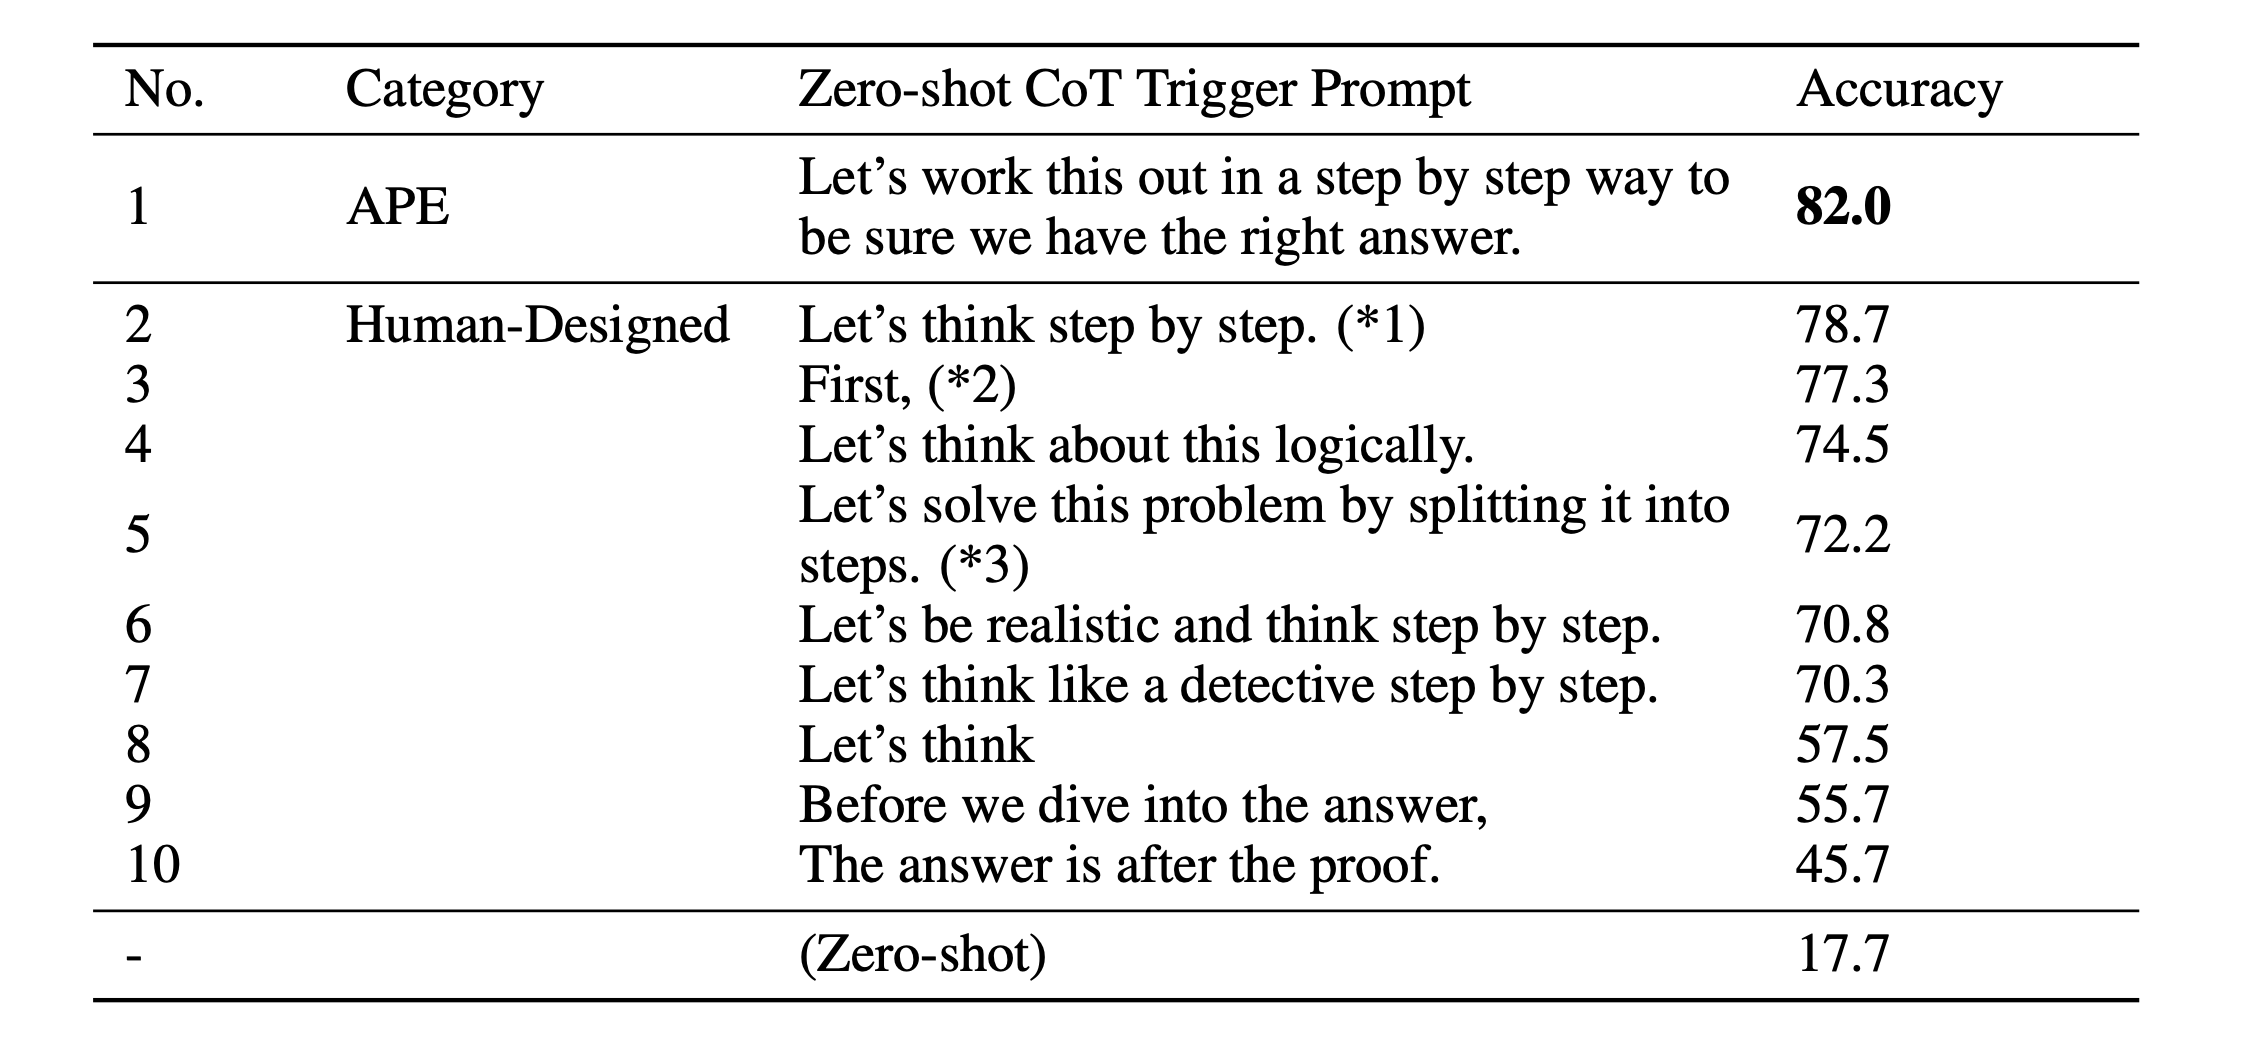 No. Category Zero-shot CoT Trigger Prompt Accuracy
1 APE Let’s work this out in a step by step way to be sure we have the right answer. 82.0
2 Human-Designed Let’s think step by step. (*1) 78.7
3 First, (*2) 77.3
4 Let’s think about this logically. 74.5
5 Let’s solve this problem by splitting it into steps. (*3) 72.2
6 Let’s be realistic and think step by step. 70.8
7 Let’s think like a detective step by step. 70.3
8 Let’s think 57.5
9 Before we dive into the answer, 55.7
10 The answer is after the proof. 45.7
- (Zero-shot) 17.7